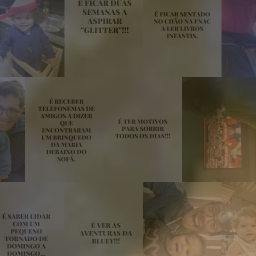 E FICAR DUAS
SEMANAS A
ASPIRAR
"GLITTER"!!!
É FICAR SENTADO
NO CHÃO NA FNAC
A LER LIVROS
INFANTIS.
É RECEBER
TELEFONEMAS DE
AMIGOS A DIZER
QUE
ENCONTRARAM
UM BRINQUEDO
DA MARIA
DEBAIXO DO
SOFÁ.
É TER MOTIVOS
PARA SORRIR
TODOS OS DIAS!!!
É SABER LIDAR
COM UM
PEQUENO
TORNADO DE
DOMINGO A
DOMINGO...
É VER AS
AVENTURAS DA
BLUEY!!!